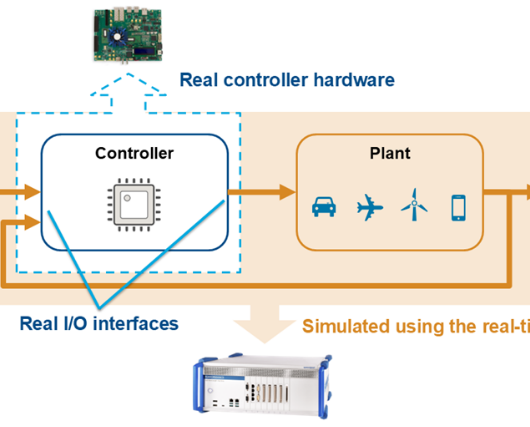 Real controller hardware
Controller
Plant
Real I/O interfaces
Simulated using the real-ti